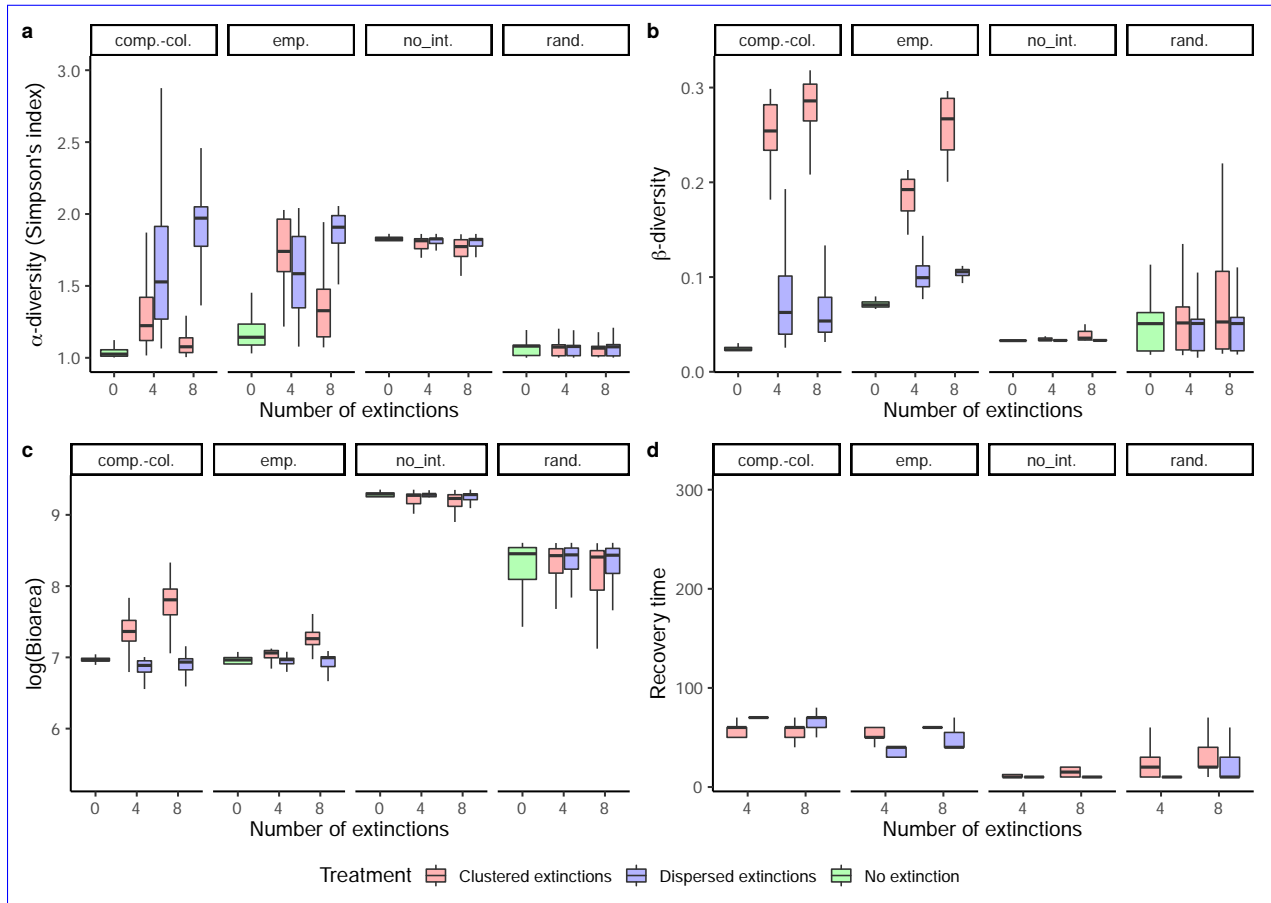 a
comp.-col. emp. no_int. rand.
α-diversity (Simpson's index)
3.0
2.5
2.0
1.5
1.0
0 4 8 0 4 8 0 4 8 0 4 8
Number of extinctions
b
comp.-col. emp. no_int. rand.
β-diversity
0.3
0.2
0.1
0.0
0 4 8 0 4 8 0 4 8 0 4 8
Number of extinctions
c
comp.-col. emp. no_int. rand.
log(Bioarea)
9
8
7
6
0 4 8 0 4 8 0 4 8 0 4 8
Number of extinctions
d
comp.-col. emp. no_int. rand.
Recovery time
300
200
100
0
4 8 4 8 4 8 4 8
Number of extinctions
Treatment Clustered extinctions Dispersed extinctions No extinction